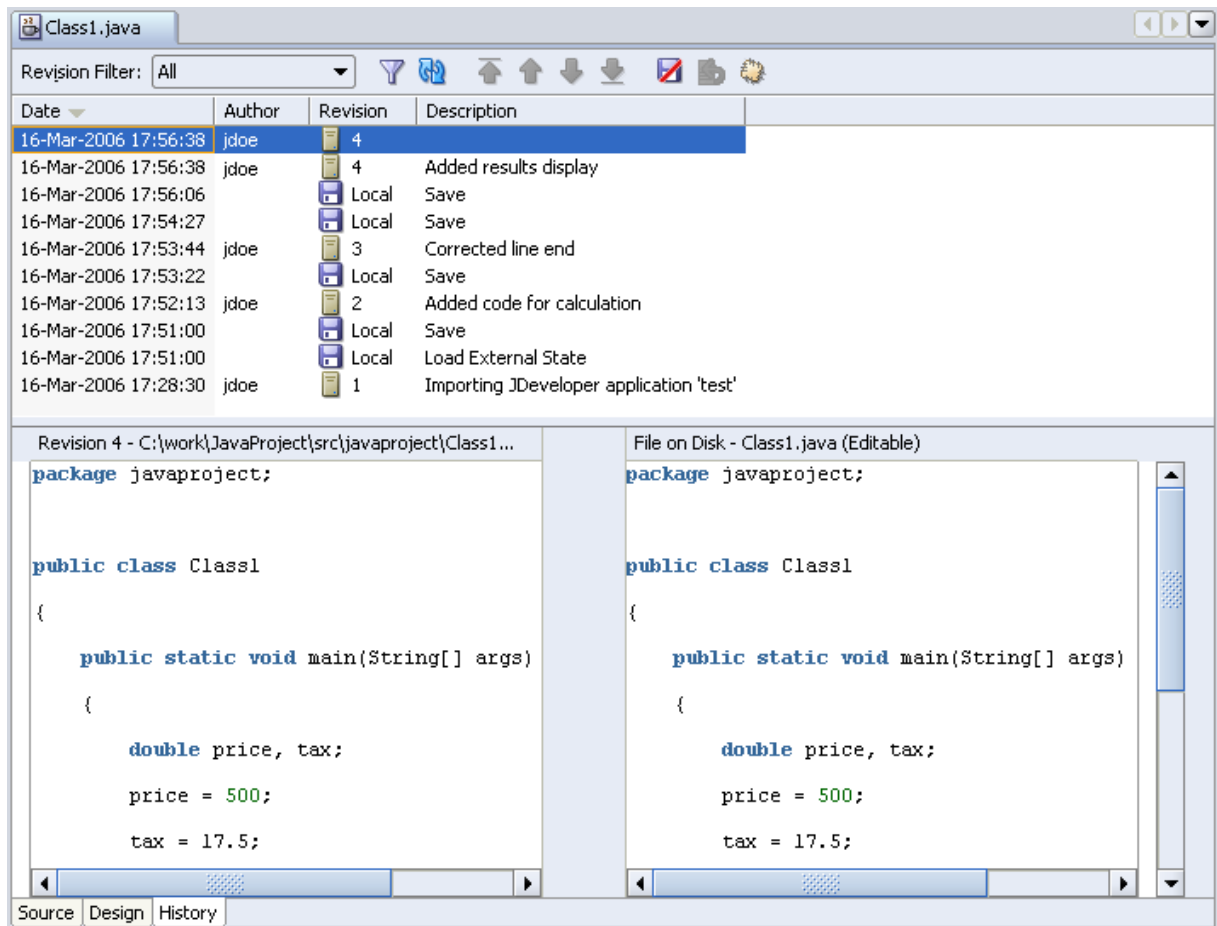 Class1.java
Revision Filter: All
Date Author Revision Description
16-Mar-2006 17:56:38 jdoe 4
16-Mar-2006 17:56:38 jdoe 4 Added results display
16-Mar-2006 17:56:06 Local Save
16-Mar-2006 17:54:27 Local Save
16-Mar-2006 17:53:44 jdoe 3 Corrected line end
16-Mar-2006 17:53:22 Local Save
16-Mar-2006 17:52:13 jdoe 2 Added code for calculation
16-Mar-2006 17:51:00 Local Save
16-Mar-2006 17:51:00 Local Load External State
16-Mar-2006 17:28:30 jdoe 1 Importing JDeveloper application 'test'
Revision 4 - C:\work\JavaProject\src\javaproject\Class1...
package javaproject;
public class Class1
{
public static void main(String[] args)
{
double price, tax;
price = 500;
tax = 17.5;
File on Disk - Class1.java (Editable)
package javaproject;
public class Class1
{
public static void main(String[] args)
{
double price, tax;
price = 500;
tax = 17.5;
Source Design History